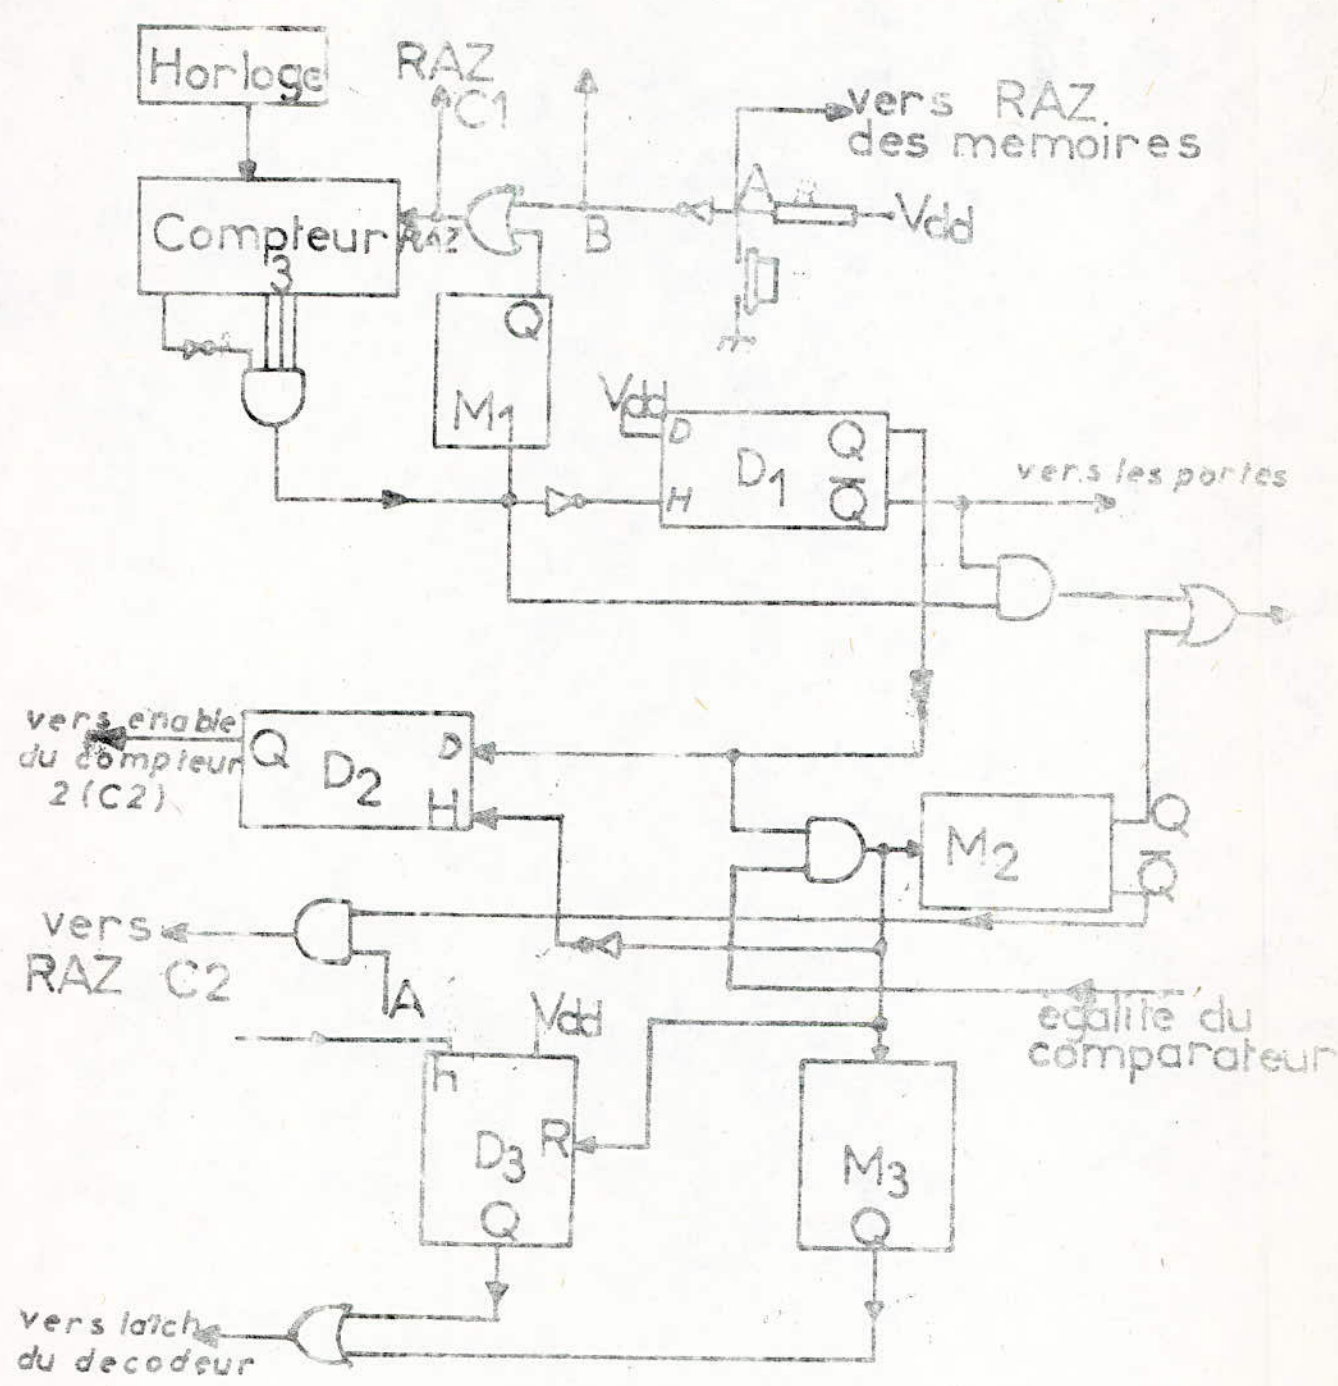 Horloge
RAZ
C1
vers RAZ
des memoires
A
R
Vdd
B
Compteur
3
RAZ
Q
M1
Vdd
D
H
D1
Q
Q̅
vers les portes
vers enable
du compteur
2 (C2)
Q
D2
D
H
M2
Q
Q̅
vers
RAZ C2
A
Vdd
égalité du
comparateur
h
D3
R
Q
M3
Q
vers latch
du decodeur